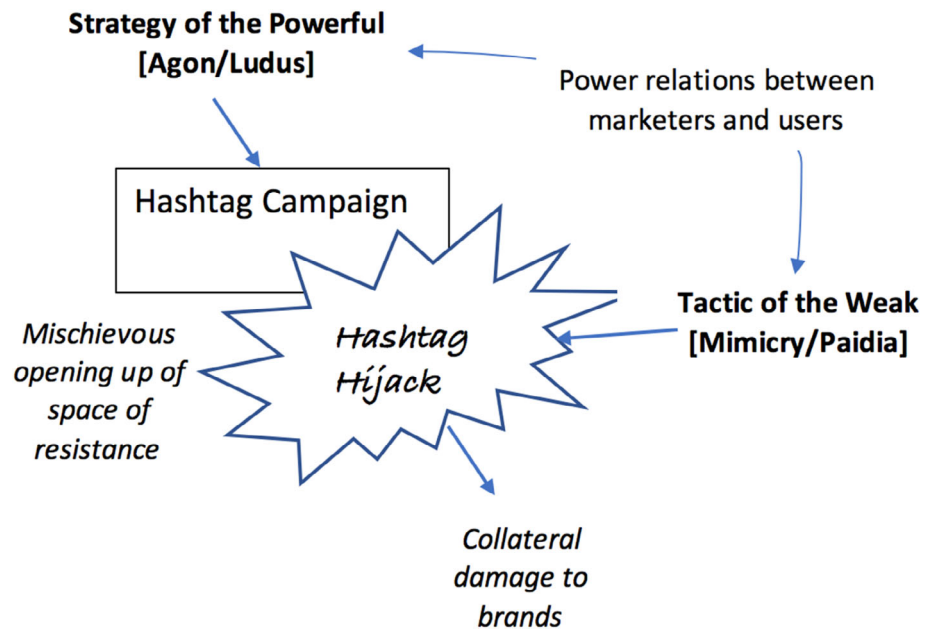 Strategy of the Powerful
[Agon/Ludus]
Power relations between
marketers and users
Hashtag Campaign
Tactic of the Weak
[Mimicry/Paidia]
Hashtag
Hijack
Mischievous
opening up of
space of
resistance
Collateral
damage to
brands